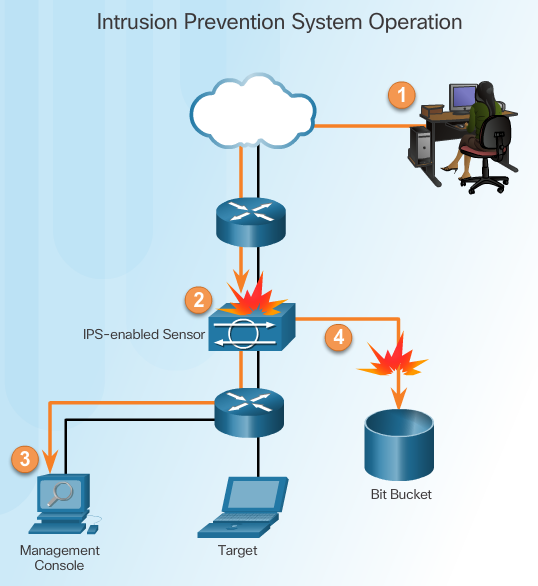 Intrusion Prevention System Operation
1
2
IPS-enabled Sensor
4
3
Bit Bucket
Management
Console
Target